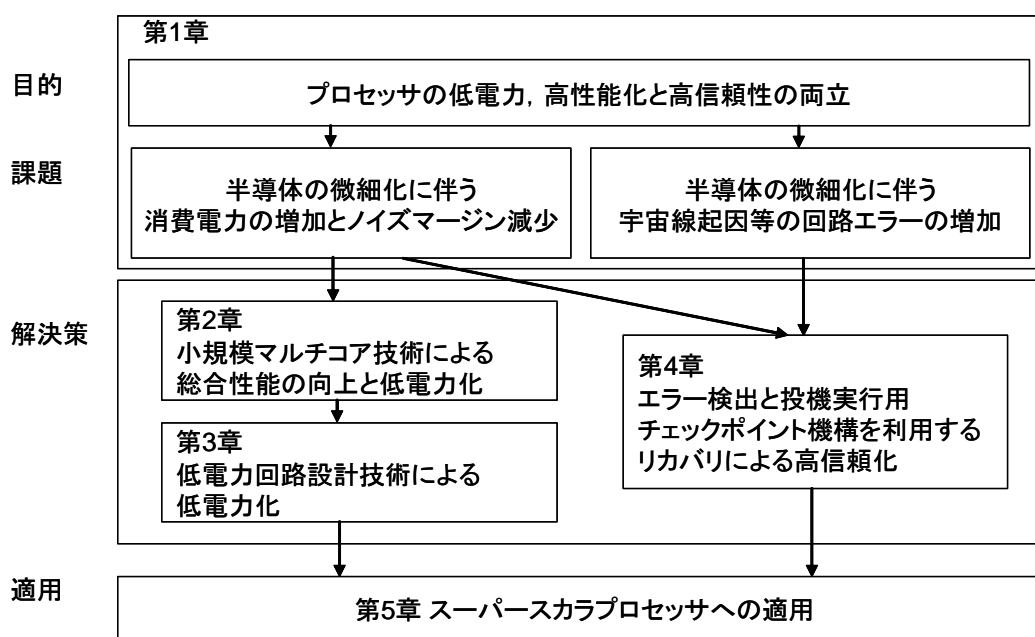 第1章
目的
プロセッサの低電力，高性能化と高信頼性の両立
課題
半導体の微細化に伴う
消費電力の増加とノイズマージン減少
半導体の微細化に伴う
宇宙線起因等の回路エラーの増加
解決策
第2章
小規模マルチコア技術による
総合性能の向上と低電力化
第3章
低電力回路設計技術による
低電力化
第4章
エラー検出と投機実行用
チェックポイント機構を利用する
リカバリによる高信頼化
適用
第5章 スーパースカラプロセッサへの適用